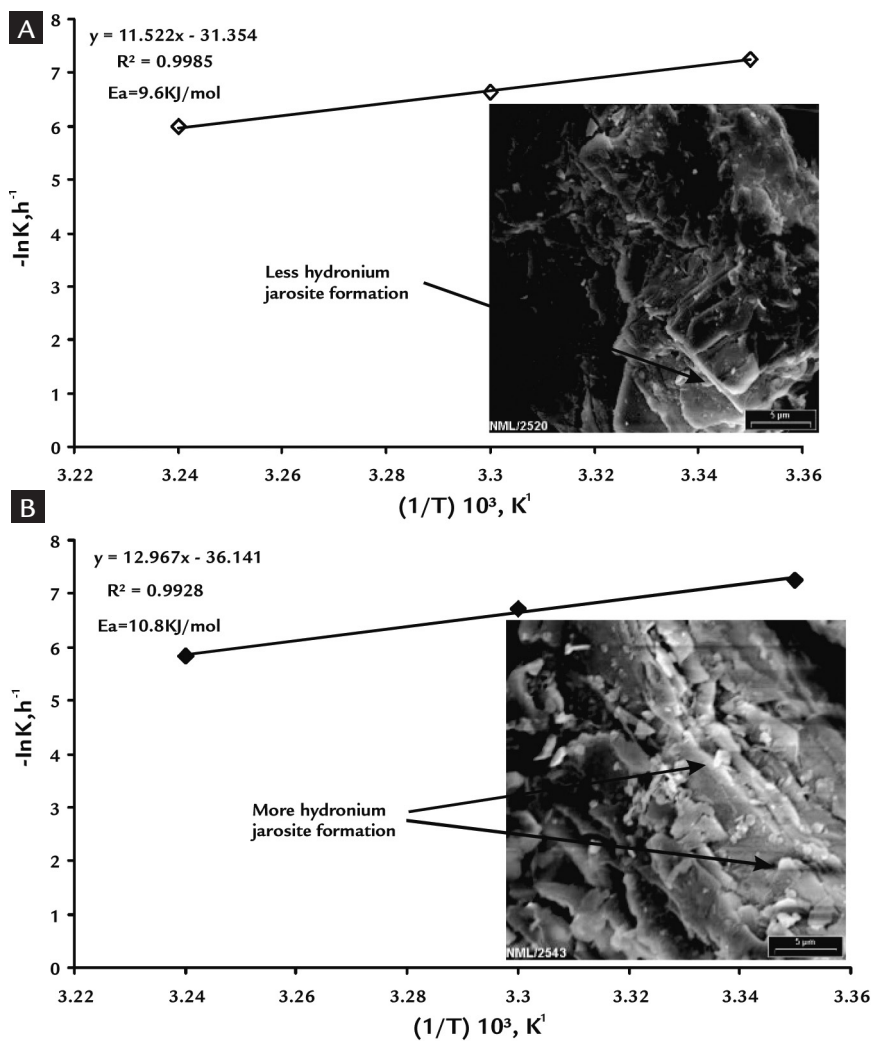 A
y = 11.522x - 31.354
R² = 0.9985
Ea=9.6KJ/mol
8
7
6
5
4
3
2
1
0
-lnK,h⁻¹
Less hydronium
jarosite formation
NML/2520
5 µm
3.22
3.24
3.26
3.28
3.3
3.32
3.34
3.36
(1/T) 10³, K¹
B
y = 12.967x - 36.141
R² = 0.9928
Ea=10.8KJ/mol
8
7
6
5
4
3
2
1
0
-lnK,h⁻¹
More hydronium
jarosite formation
NML/2543
5 µm
3.22
3.24
3.26
3.28
3.3
3.32
3.34
3.36
(1/T) 10³, K¹